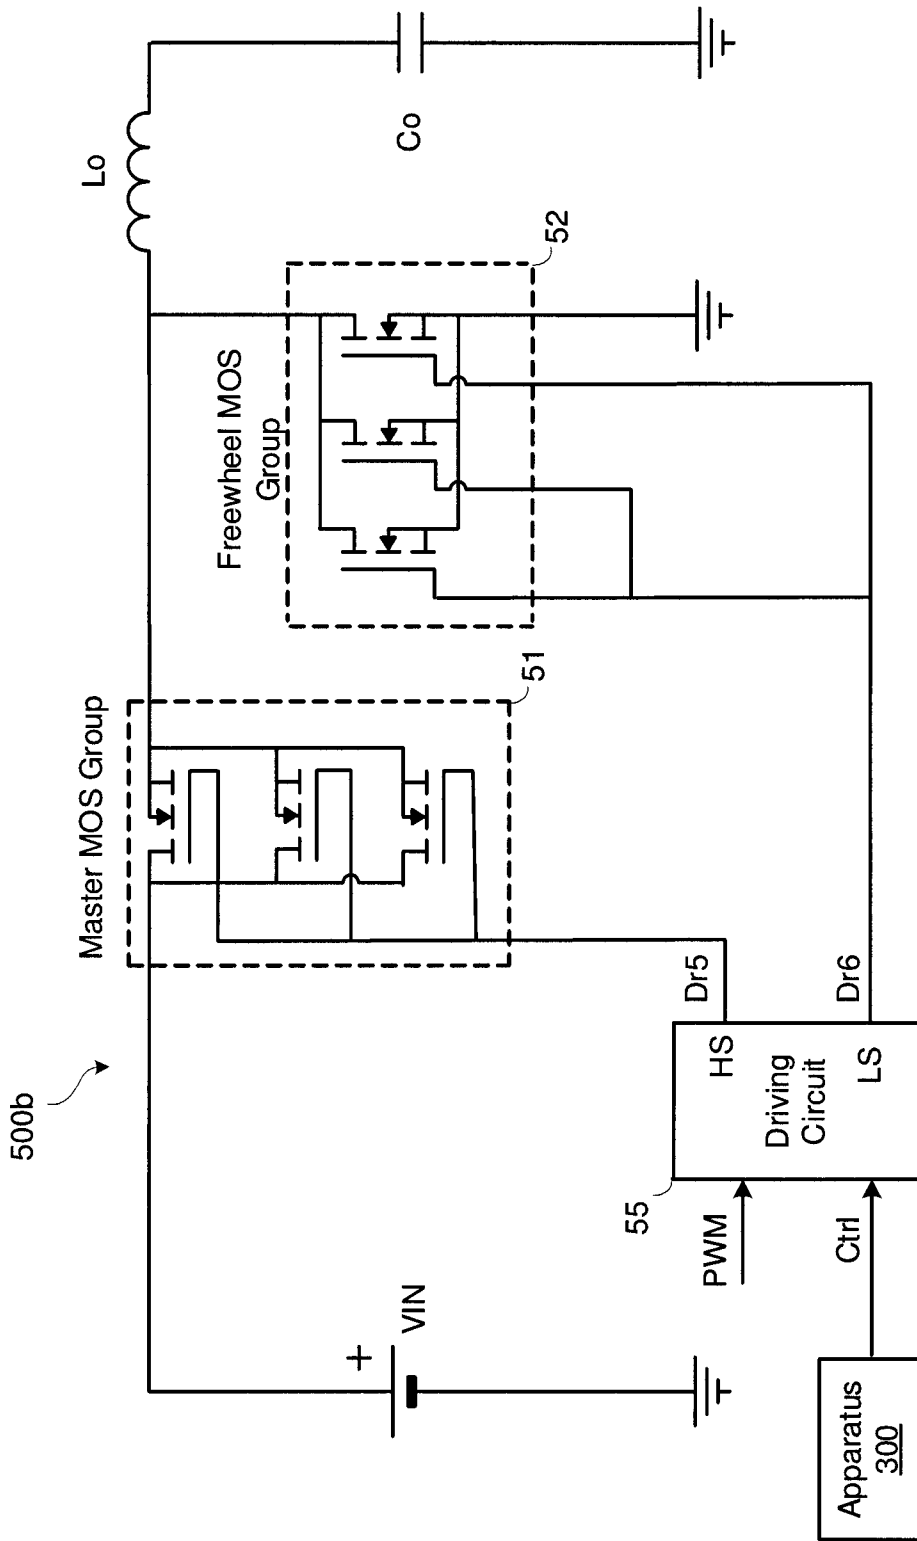 500b
Master MOS Group
51
Freewheel MOS
Group
52
Lo
Co
+
VIN
Dr5
Dr6
HS
Driving
Circuit
LS
55
PWM
Ctrl
Apparatus
300